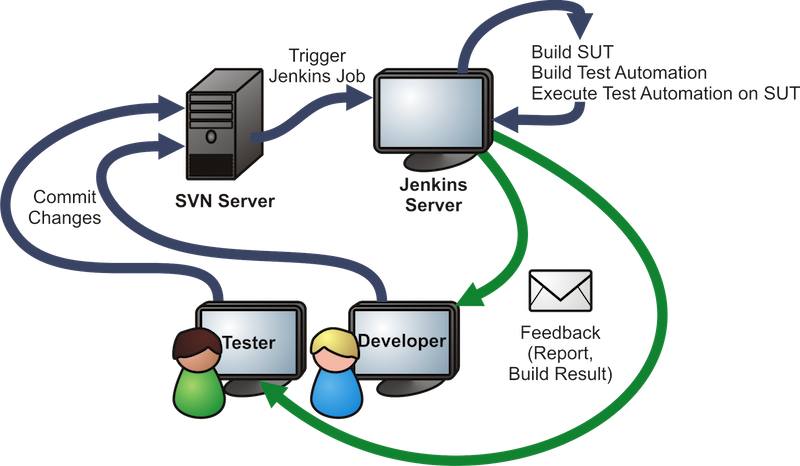 Trigger
Jenkins Job
Build SUT
Build Test Automation
Execute Test Automation on SUT
SVN Server
Jenkins
Server
Commit
Changes
Tester
Developer
Feedback
(Report,
Build Result)